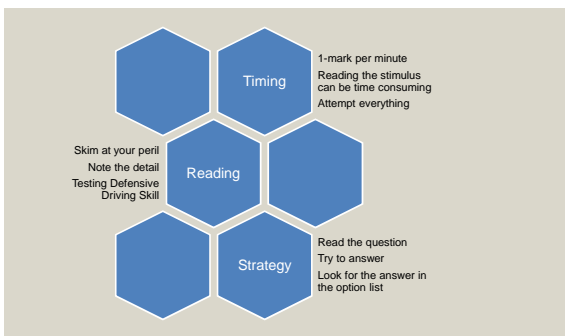 Timing
1-mark per minute
Reading the stimulus
can be time consuming
Attempt everything
Skim at your peril
Note the detail
Testing Defensive
Driving Skill
Reading
Strategy
Read the question
Try to answer
Look for the answer in
the option list